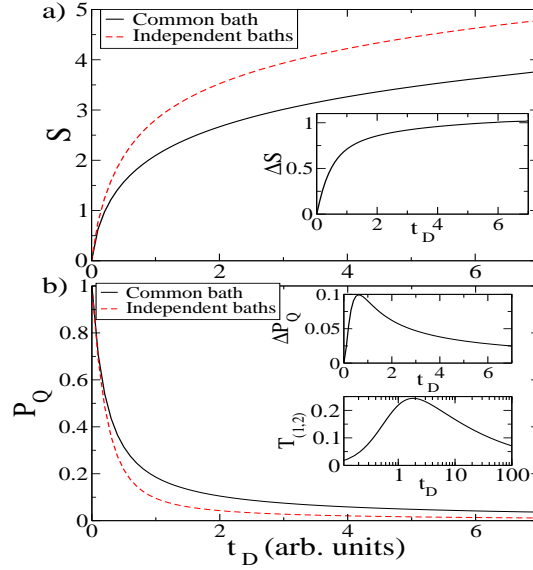 a)
Common bath
Independent baths
S
5
4
3
2
1
0
ΔS
1
0.5
0
0 2 4 6
t_D
0 2 4 6
b)
Common bath
Independent baths
P_Q
1
0.8
0.6
0.4
0.2
0
ΔP_Q
0.1
0.05
0
0 2 4 6
t_D
T_(1,2)
0.2
0.1
0
1 10 100
t_D
0 2 4 6
t_D (arb. units)